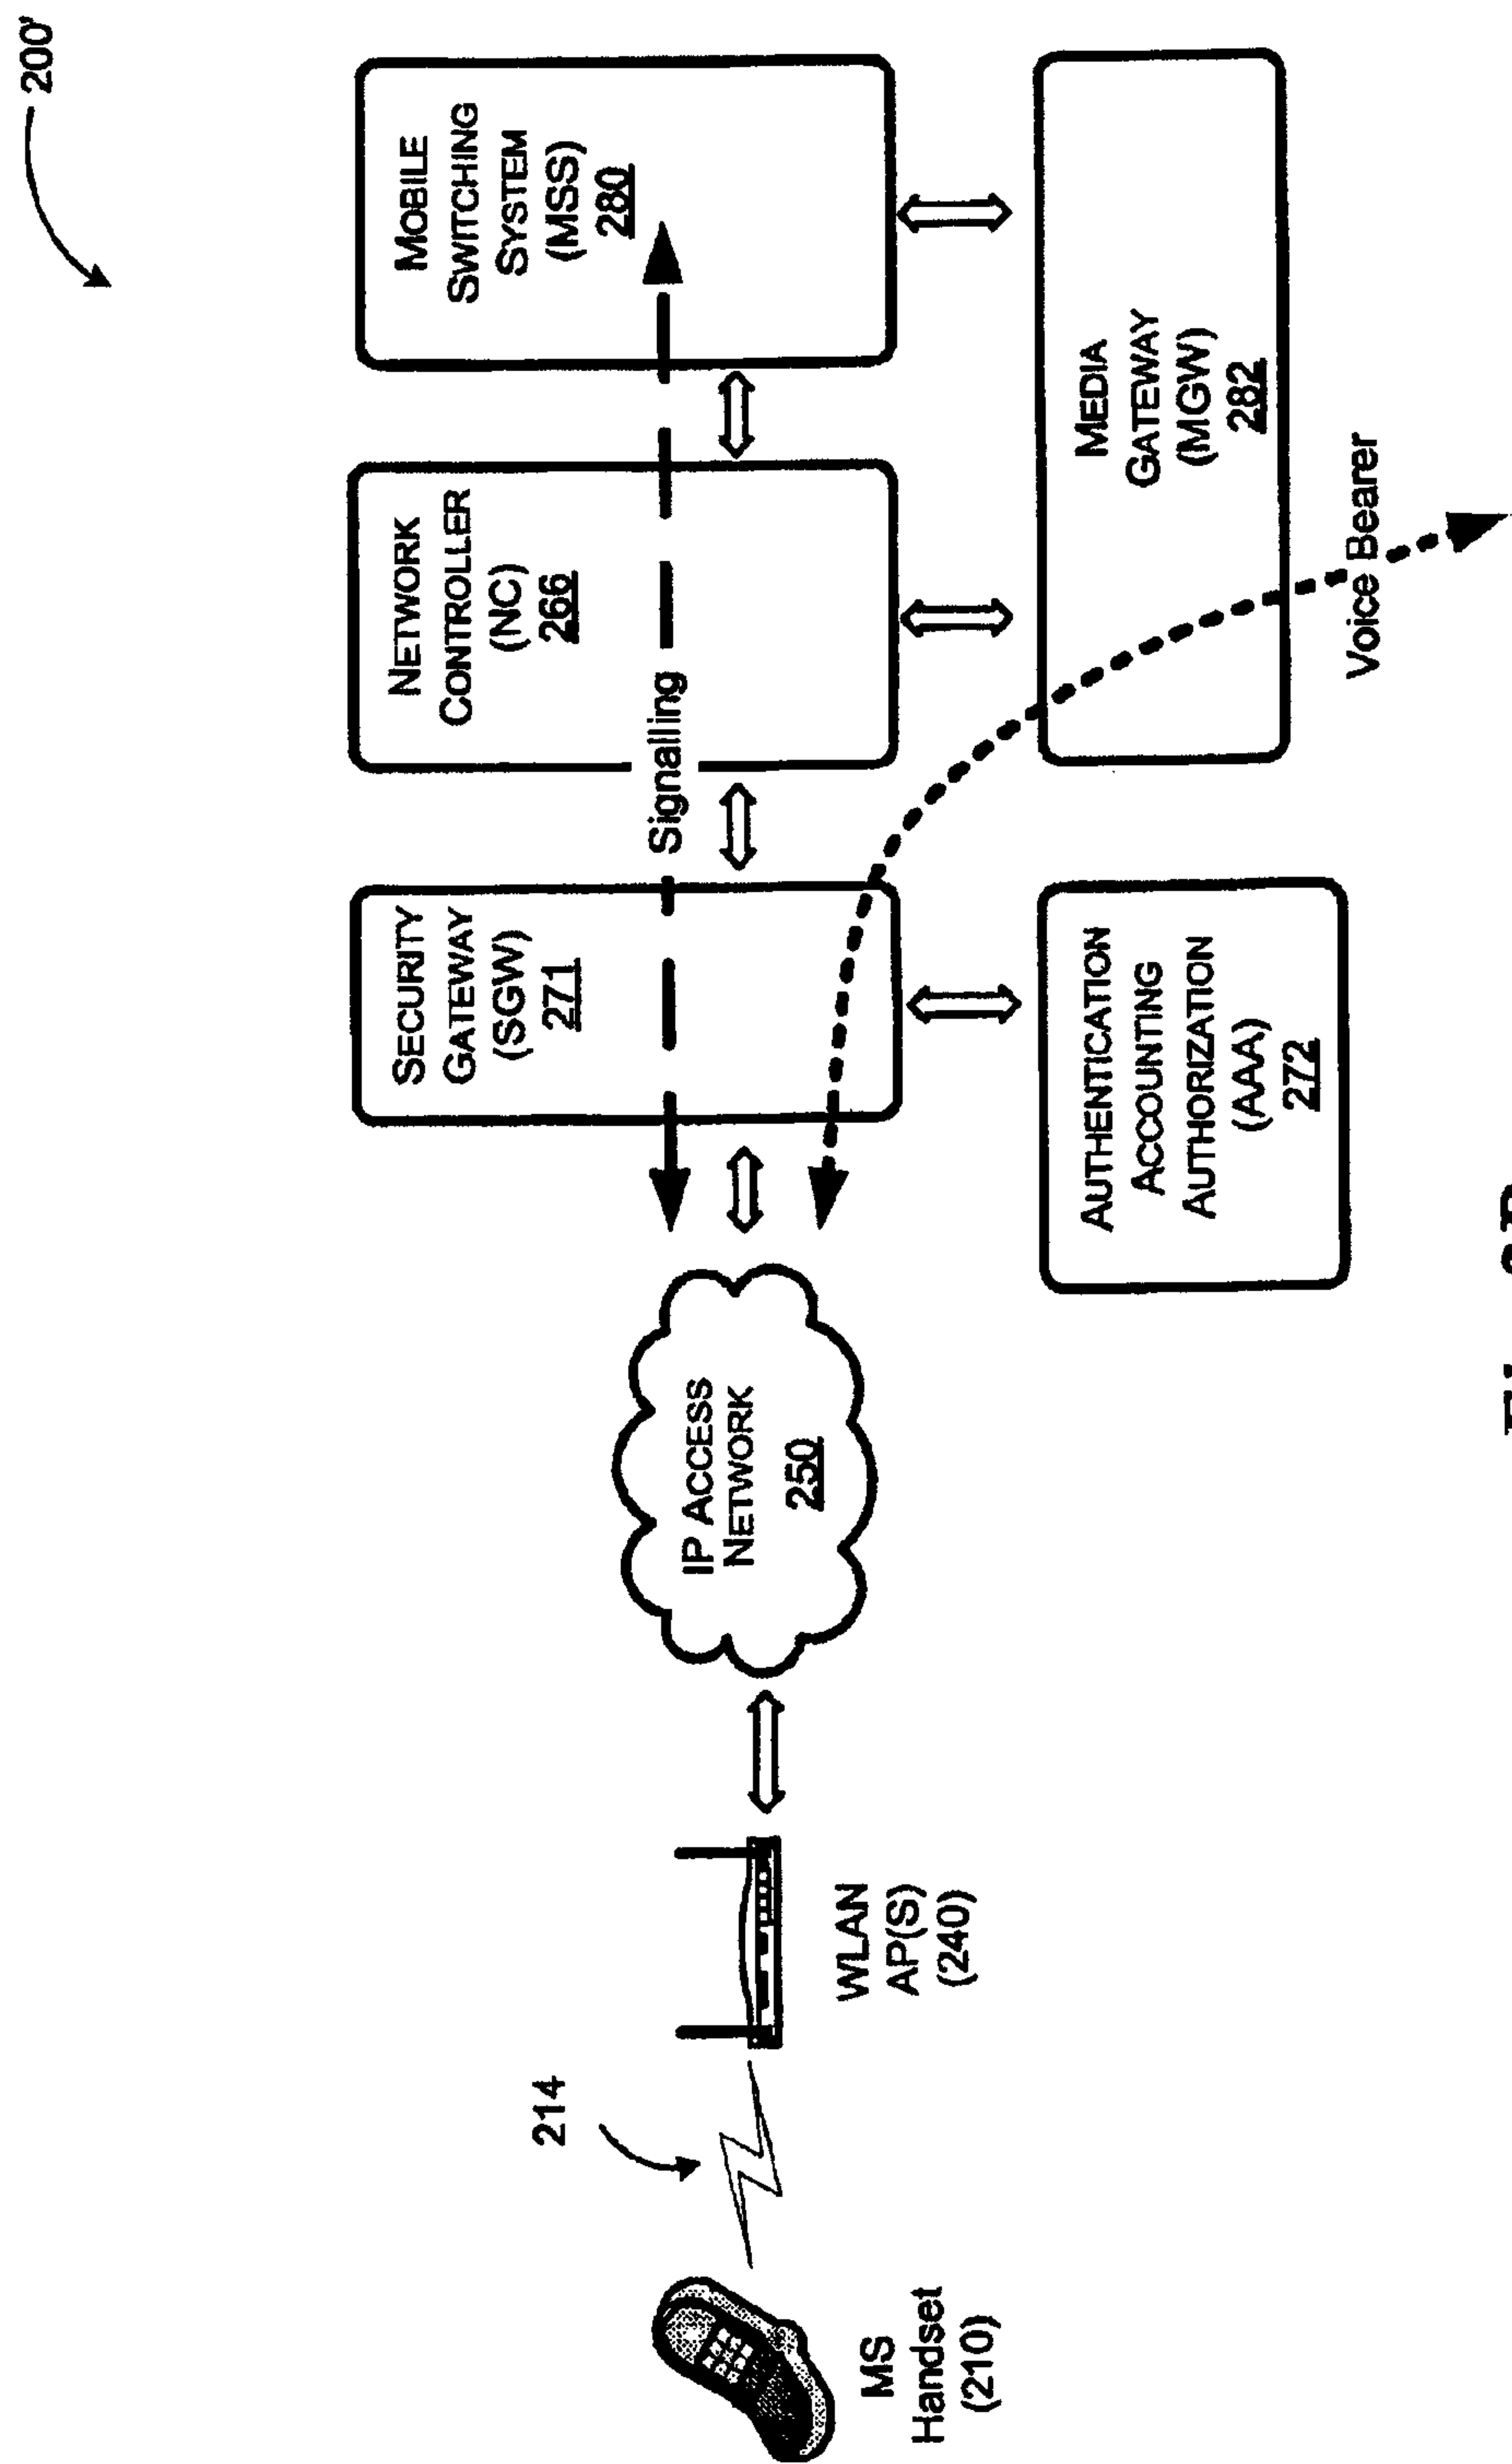 200'
MOBILE
SWITCHING
SYSTEM
(MSS)
280
NETWORK
CONTROLLER
(NC)
266
SECURITY
GATEWAY
(SGW)
271
Signalling
IP ACCESS
NETWORK
250
214
MS
Handset
(210)
WLAN
AP(S)
(240)
AUTHENTICATION
ACCOUNTING
AUTHORIZATION
(AAA)
272
MEDIA
GATEWAY
(MGW)
282
Voice Bearer